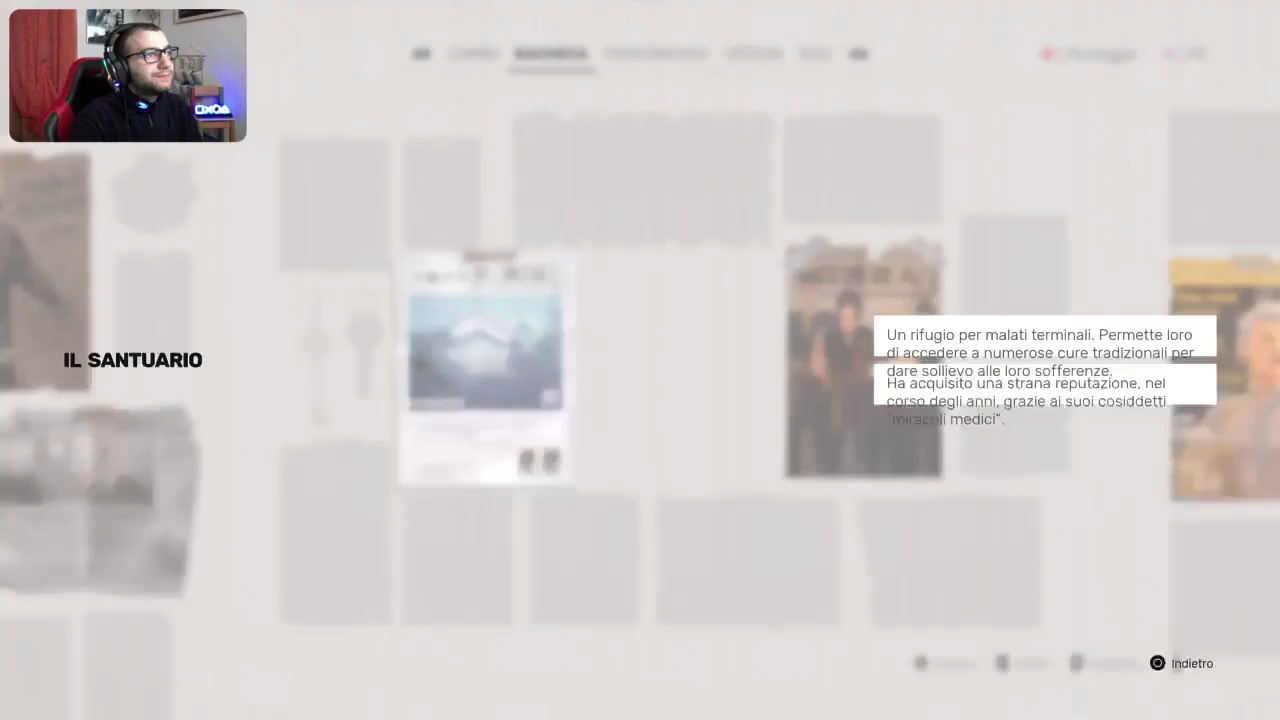 IL SANTUARIO
Un rifugio per malati terminali. Permette loro
di accedere a numerose cure tradizionali per
dare sollievo alle loro sofferenze.
Ha acquisito una strana reputazione, nel
corso degli anni, grazie ai suoi cosiddetti
"miracoli medici".
Indietro